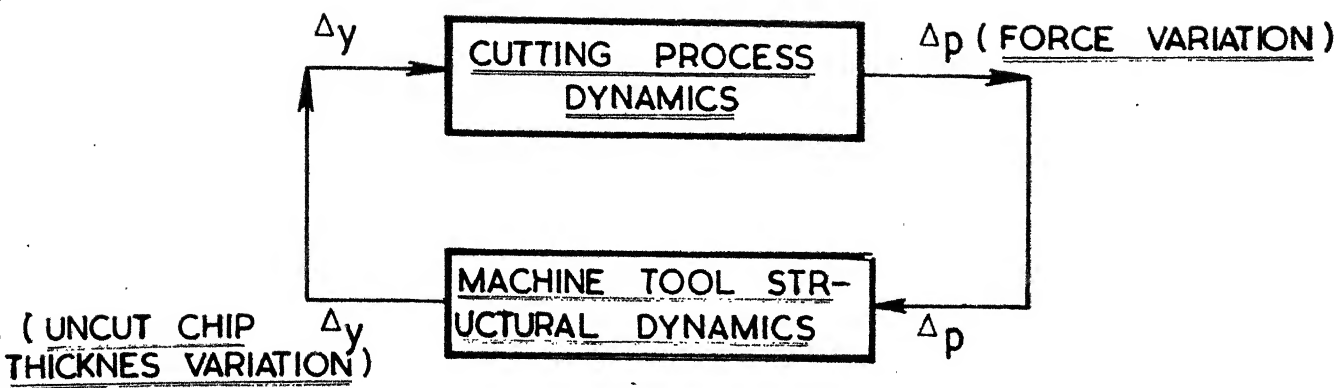 Δy
CUTTING PROCESS
DYNAMICS
Δp ( FORCE VARIATION )
MACHINE TOOL STR-
UCTURAL DYNAMICS
Δy
Δp
( UNCUT CHIP
THICKNES VARIATION )